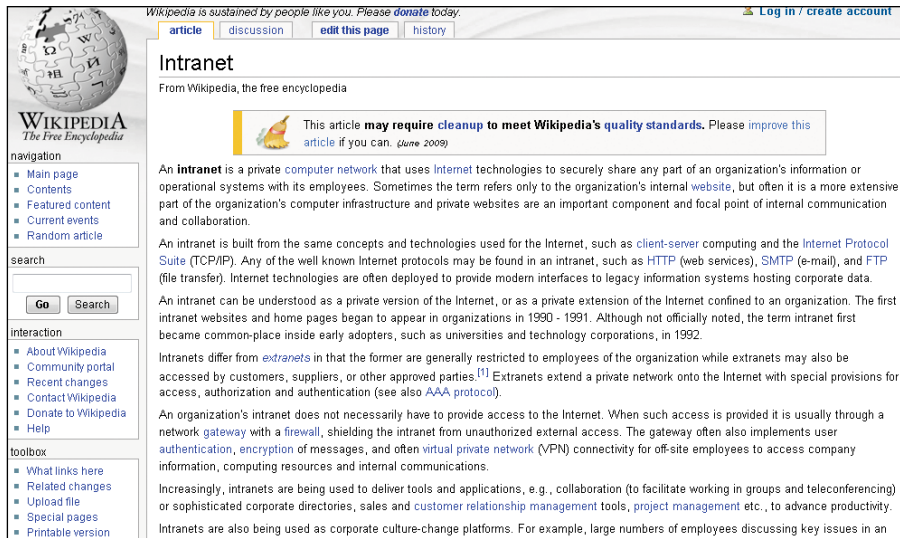 Wikipedia is sustained by people like you. Please donate today.
Log in / create account
article discussion edit this page history
Intranet
From Wikipedia, the free encyclopedia
This article may require cleanup to meet Wikipedia's quality standards. Please improve this
article if you can. (June 2009)
An intranet is a private computer network that uses Internet technologies to securely share any part of an organization's information or
operational systems with its employees. Sometimes the term refers only to the organization's internal website, but often it is a more extensive
part of the organization's computer infrastructure and private websites are an important component and focal point of internal communication
and collaboration.
An intranet is built from the same concepts and technologies used for the Internet, such as client-server computing and the Internet Protocol
Suite (TCP/IP). Any of the well known Internet protocols may be found in an intranet, such as HTTP (web services), SMTP (e-mail), and FTP
(file transfer). Internet technologies are often deployed to provide modern interfaces to legacy information systems hosting corporate data.
An intranet can be understood as a private version of the Internet, or as a private extension of the Internet confined to an organization. The first
intranet websites and home pages began to appear in organizations in 1990 - 1991. Although not officially noted, the term intranet first
became common-place inside early adopters, such as universities and technology corporations, in 1992.
Intranets differ from extranets in that the former are generally restricted to employees of the organization while extranets may also be
accessed by customers, suppliers, or other approved parties.[1] Extranets extend a private network onto the Internet with special provisions for
access, authorization and authentication (see also AAA protocol).
An organization's intranet does not necessarily have to provide access to the Internet. When such access is provided it is usually through a
network gateway with a firewall, shielding the intranet from unauthorized external access. The gateway often also implements user
authentication, encryption of messages, and often virtual private network (VPN) connectivity for off-site employees to access company
information, computing resources and internal communications.
Increasingly, intranets are being used to deliver tools and applications, e.g., collaboration (to facilitate working in groups and teleconferencing)
or sophisticated corporate directories, sales and customer relationship management tools, project management etc., to advance productivity.
Intranets are also being used as corporate culture-change platforms. For example, large numbers of employees discussing key issues in an
WIKIPEDIA
The Free Encyclopedia
navigation
Main page
Contents
Featured content
Current events
Random article
search
Go Search
interaction
About Wikipedia
Community portal
Recent changes
Contact Wikipedia
Donate to Wikipedia
Help
toolbox
What links here
Related changes
Upload file
Special pages
Printable version